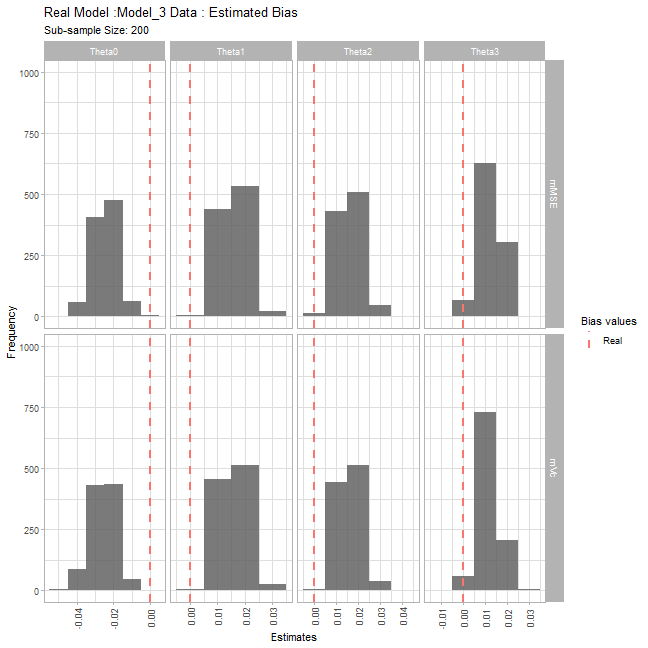 Real Model :Model_3 Data : Estimated Bias
Sub-sample Size: 200
Theta0 Theta1 Theta2 Theta3
1000
750
500
250
0
mMSE
1000
750
500
250
0
mVc
Frequency
-0.04 -0.02 0.00 0.00 0.01 0.02 0.03 0.00 0.01 0.02 0.03 0.04 -0.01 0.00 0.01 0.02 0.03
Estimates
Bias values
Real